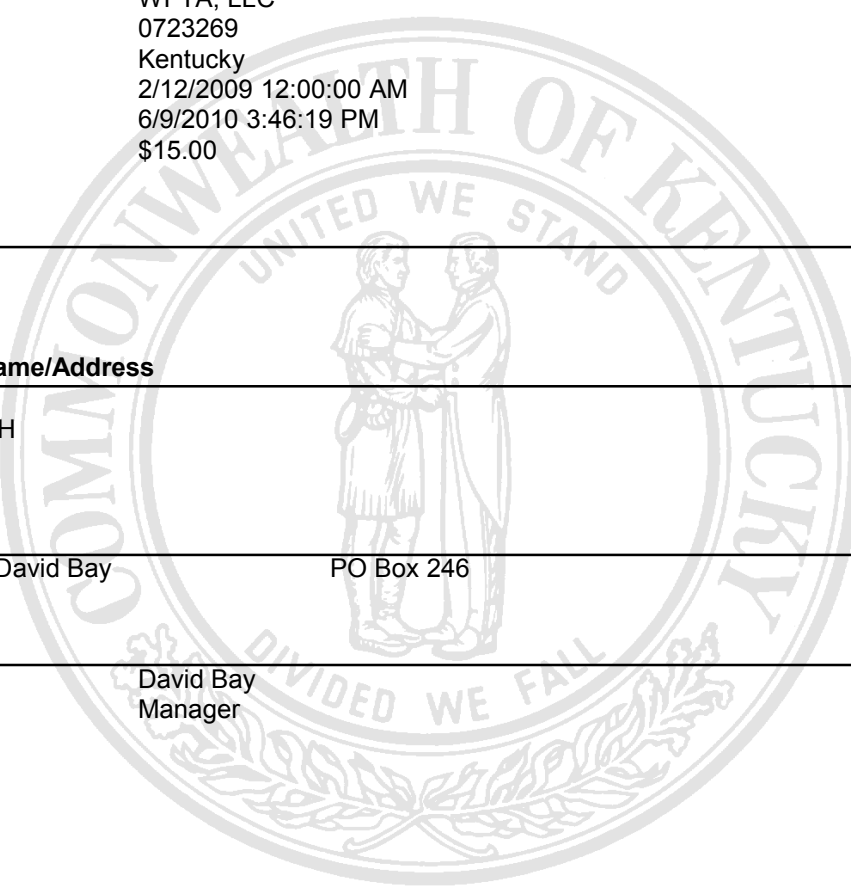 LLC
0723269
Kentucky
2/12/2009 12:00:00 AM
6/9/2010 3:46:19 PM
$15.00
COMMONWEALTH OF KENTUCKY
UNITED WE STAND
ame/Address
H
David Bay PO Box 246
David Bay
Manager
DIVIDED WE FALL